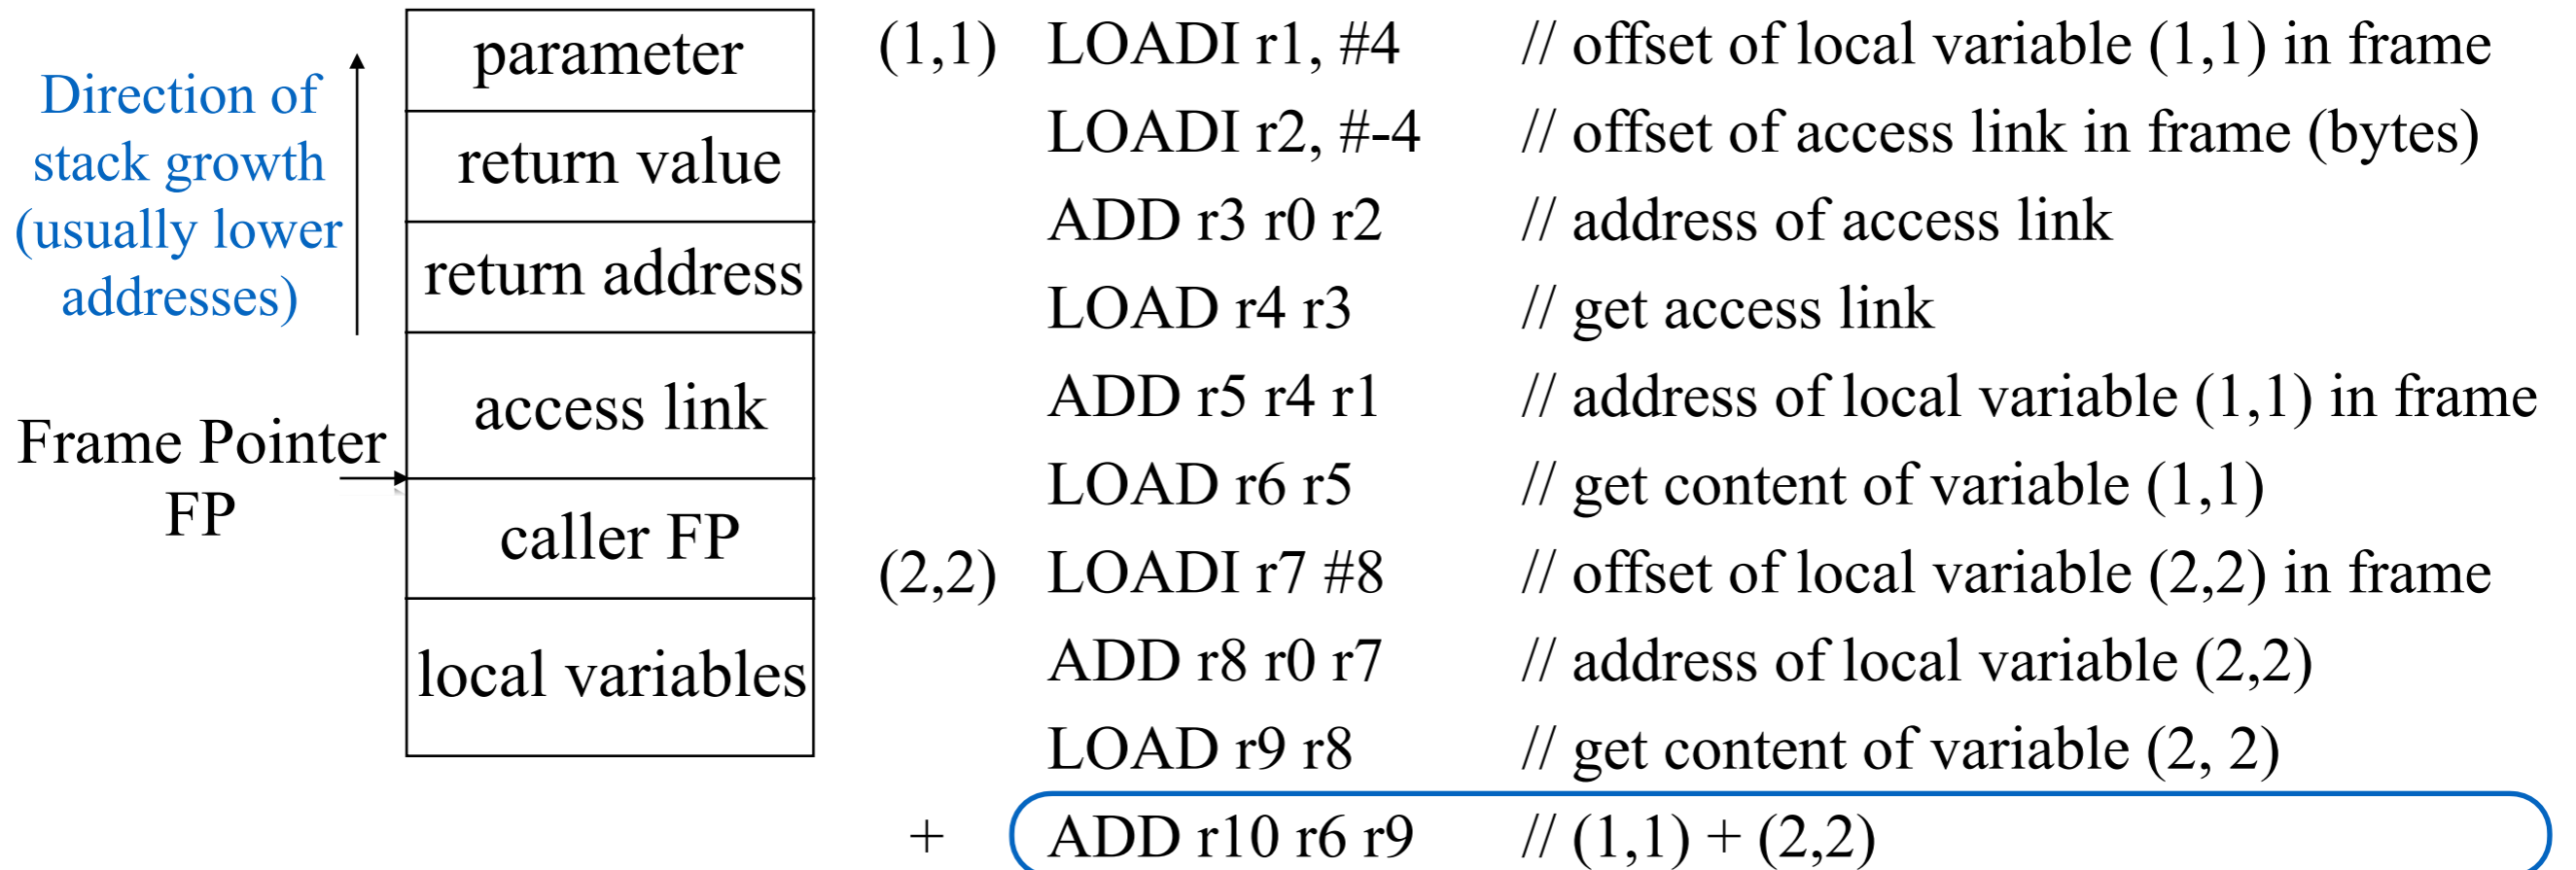 Direction of
stack growth
(usually lower
addresses)
Frame Pointer
FP
parameter
return value
return address
access link
caller FP
local variables
(1,1) LOADI r1, #4 // offset of local variable (1,1) in frame
LOADI r2, #-4 // offset of access link in frame (bytes)
ADD r3 r0 r2 // address of access link
LOAD r4 r3 // get access link
ADD r5 r4 r1 // address of local variable (1,1) in frame
LOAD r6 r5 // get content of variable (1,1)
(2,2) LOADI r7 #8 // offset of local variable (2,2) in frame
ADD r8 r0 r7 // address of local variable (2,2)
LOAD r9 r8 // get content of variable (2, 2)
+ ADD r10 r6 r9 // (1,1) + (2,2)